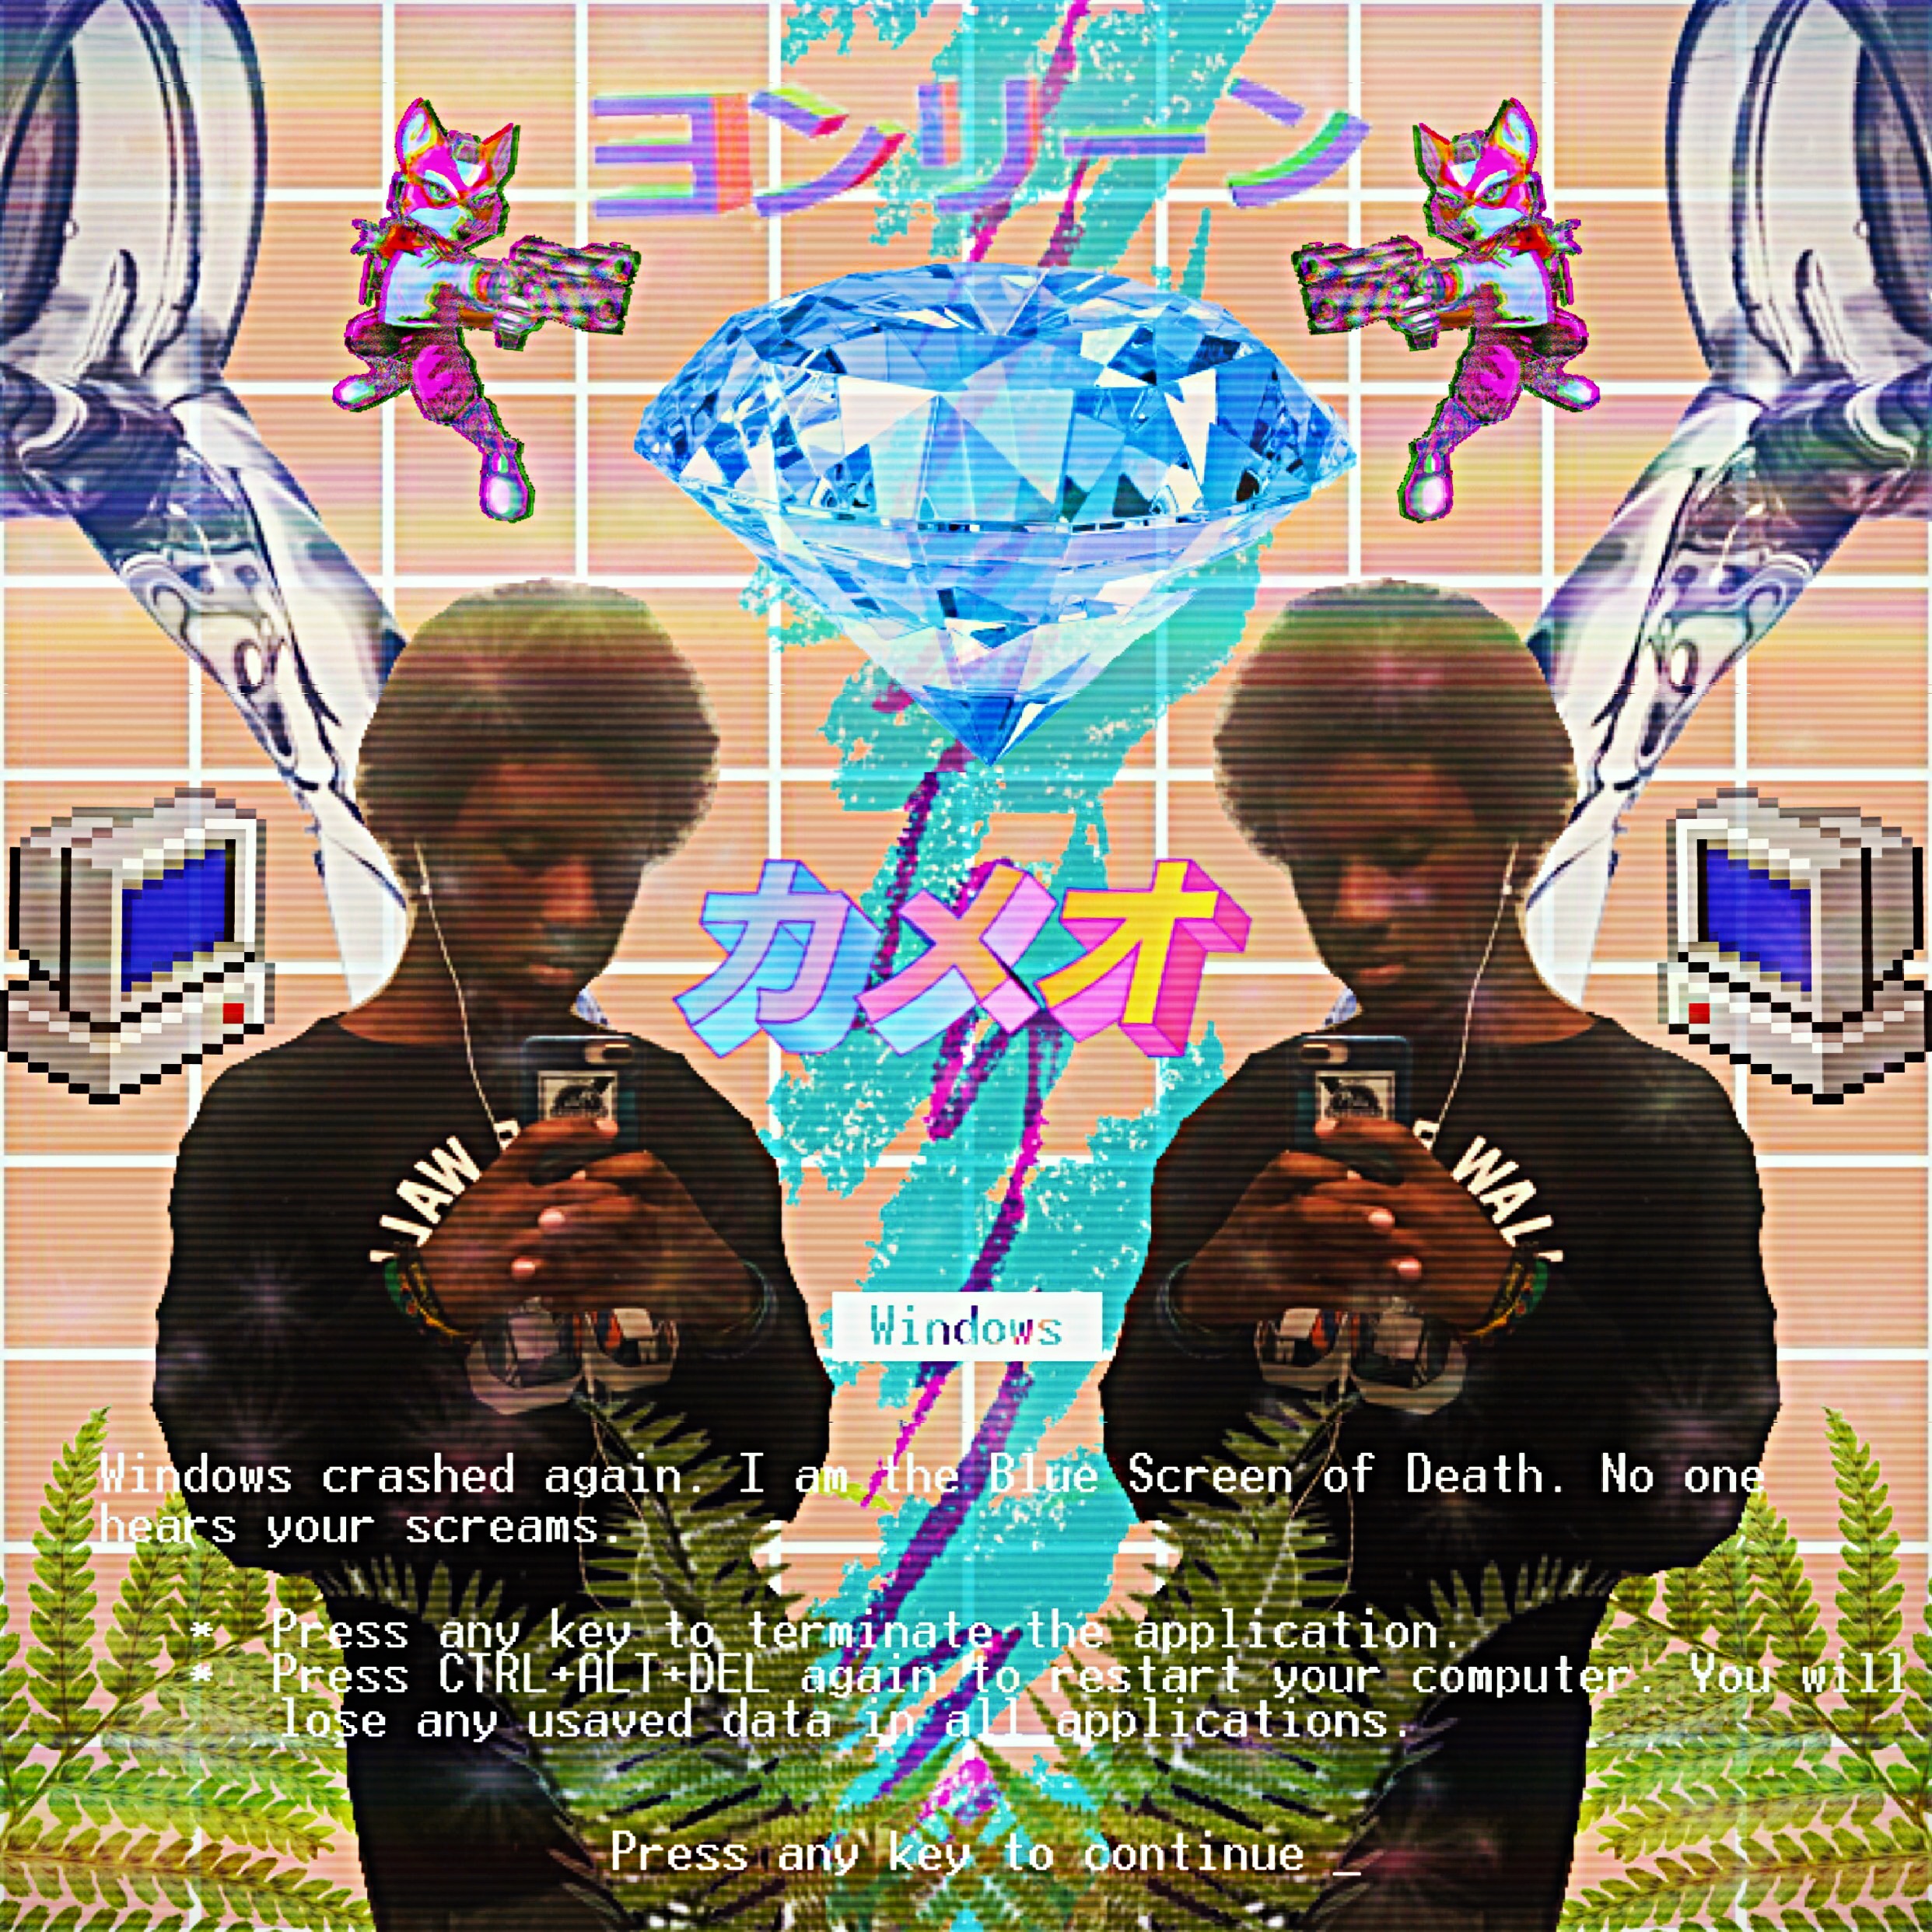 ヨンリーン
カメオ
WAL
Windows
Windows crashed again. I am the Blue Screen of Death. No one
hears your screams.
* Press any key to terminate the application.
* Press CTRL+ALT+DEL again to restart your computer. You will
lose any usaved data in all applications.
Press any key to continue _